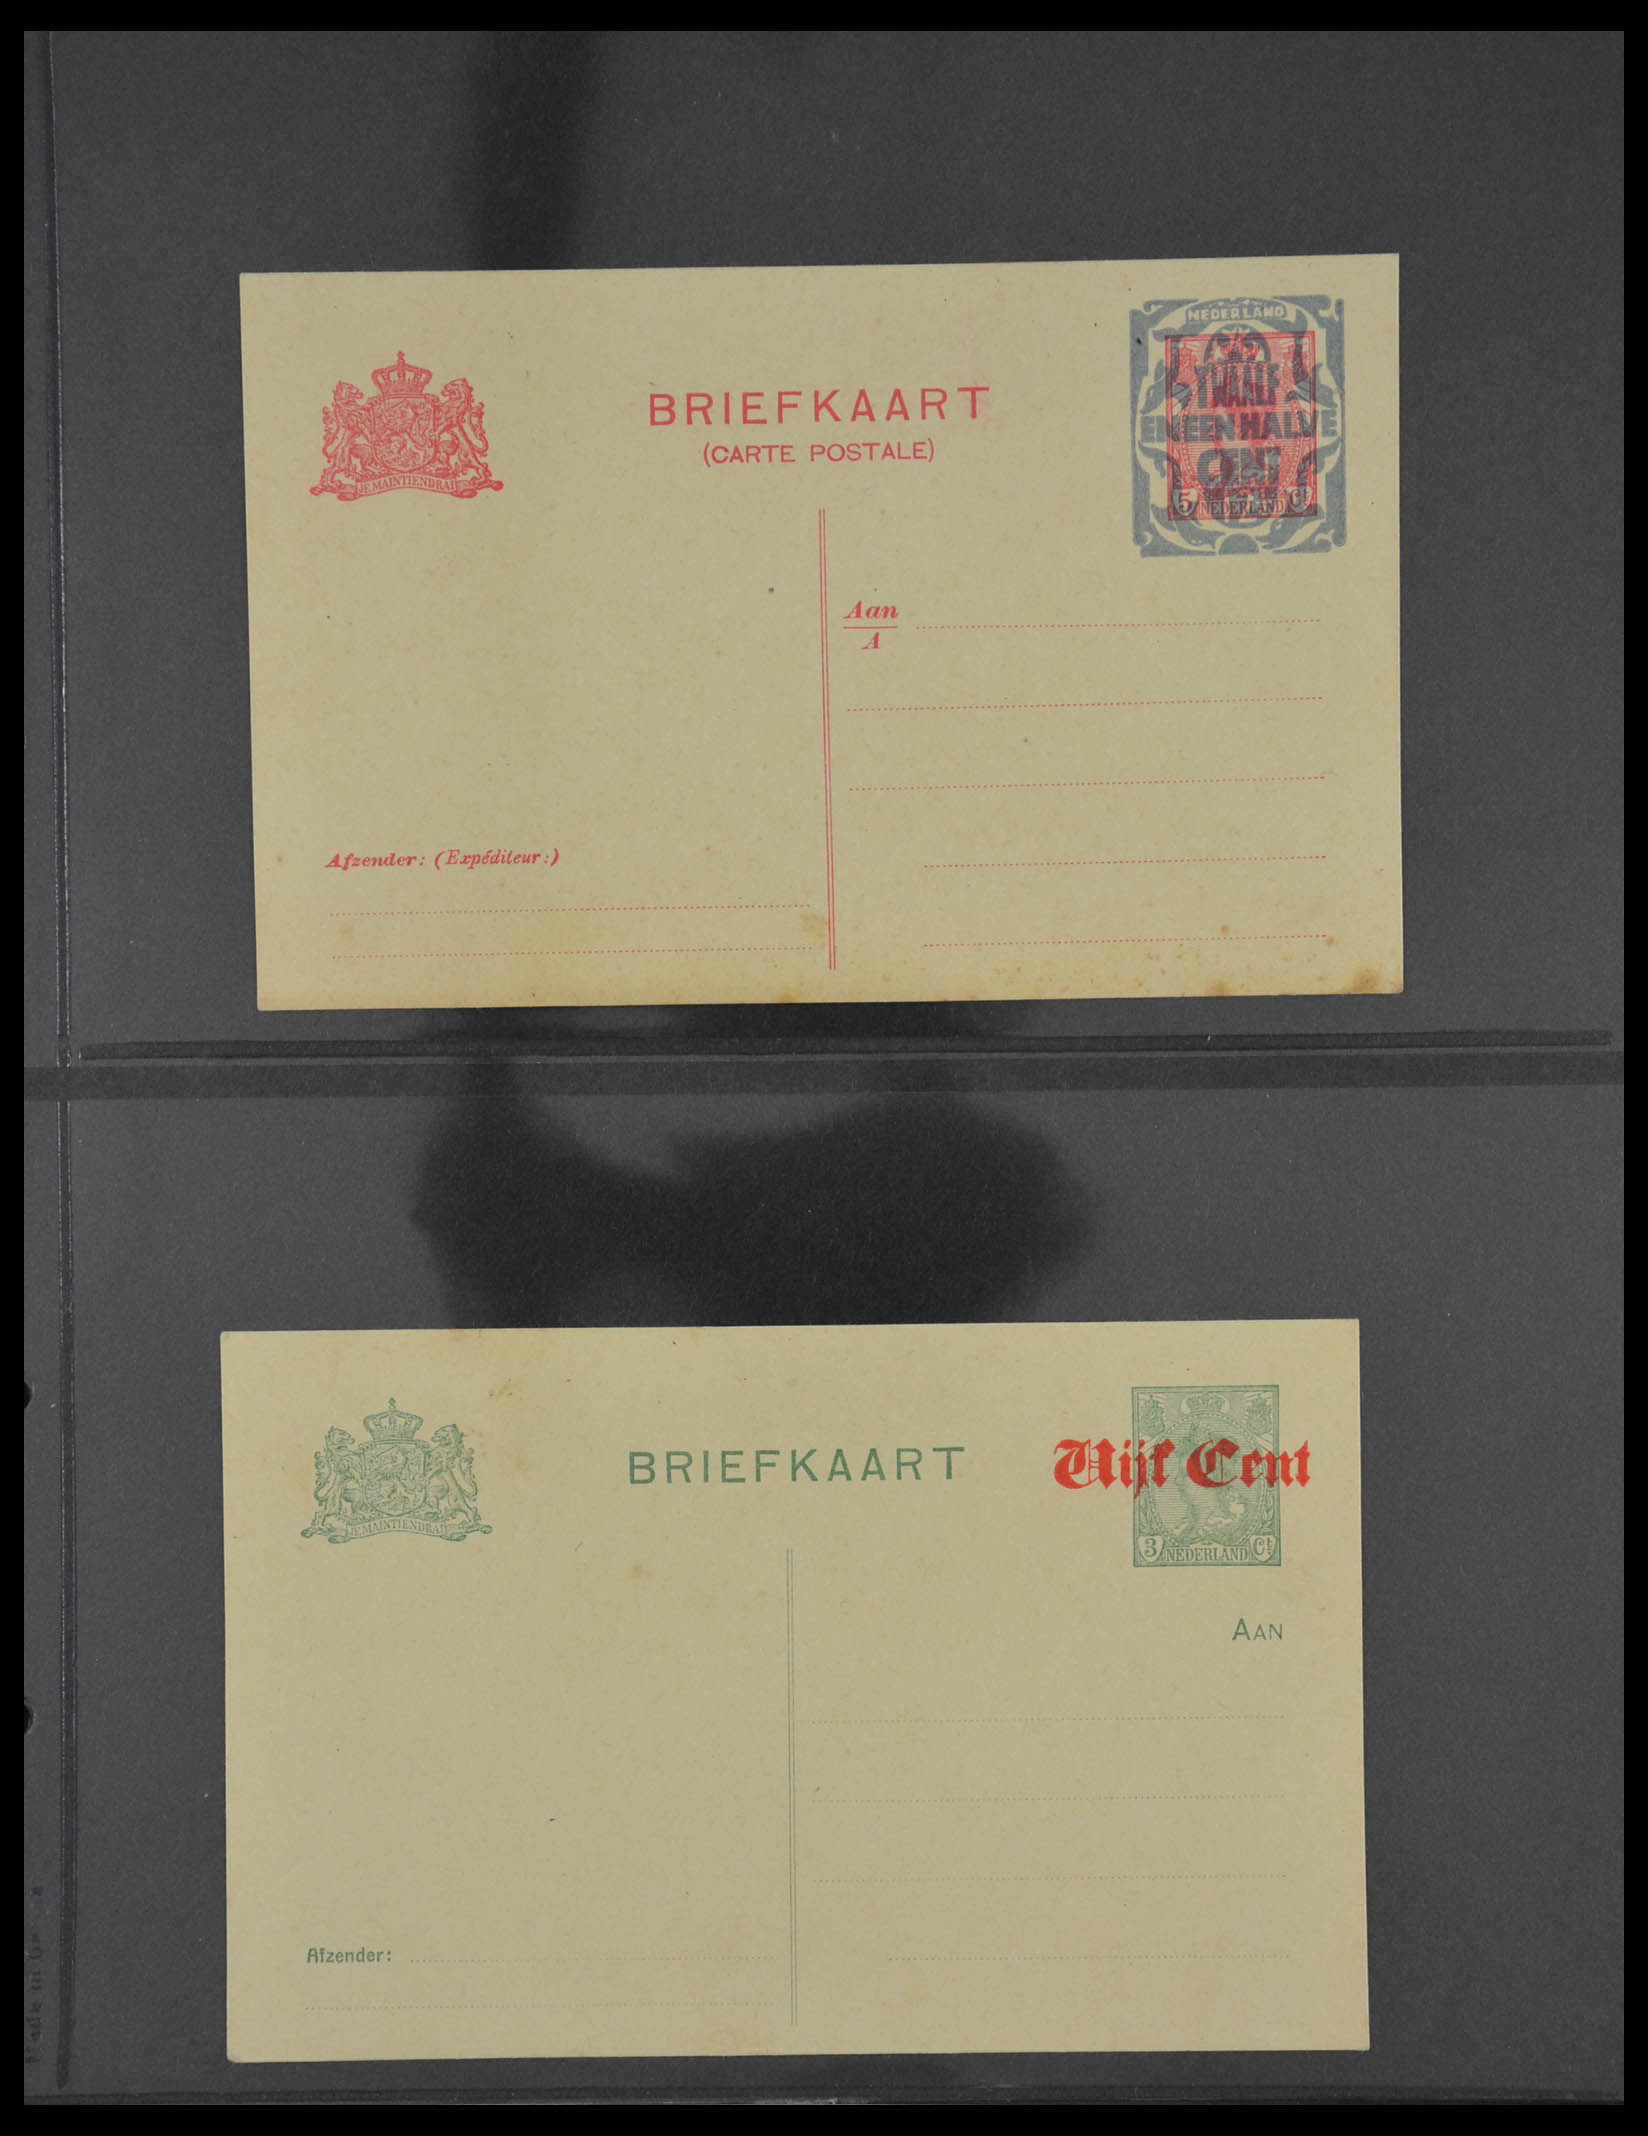 NEDERLAND
TWAALF
EN EEN HALVE
CENT
5 NEDERLAND Ct
JE MAINTIENDRAI
BRIEFKAART
(CARTE POSTALE)
Aan
A
Afzender: (Expéditeur:)
JE MAINTIENDRAI
BRIEFKAART
Vijf Cent
3 NEDERLAND Ct
AAN
Afzender: